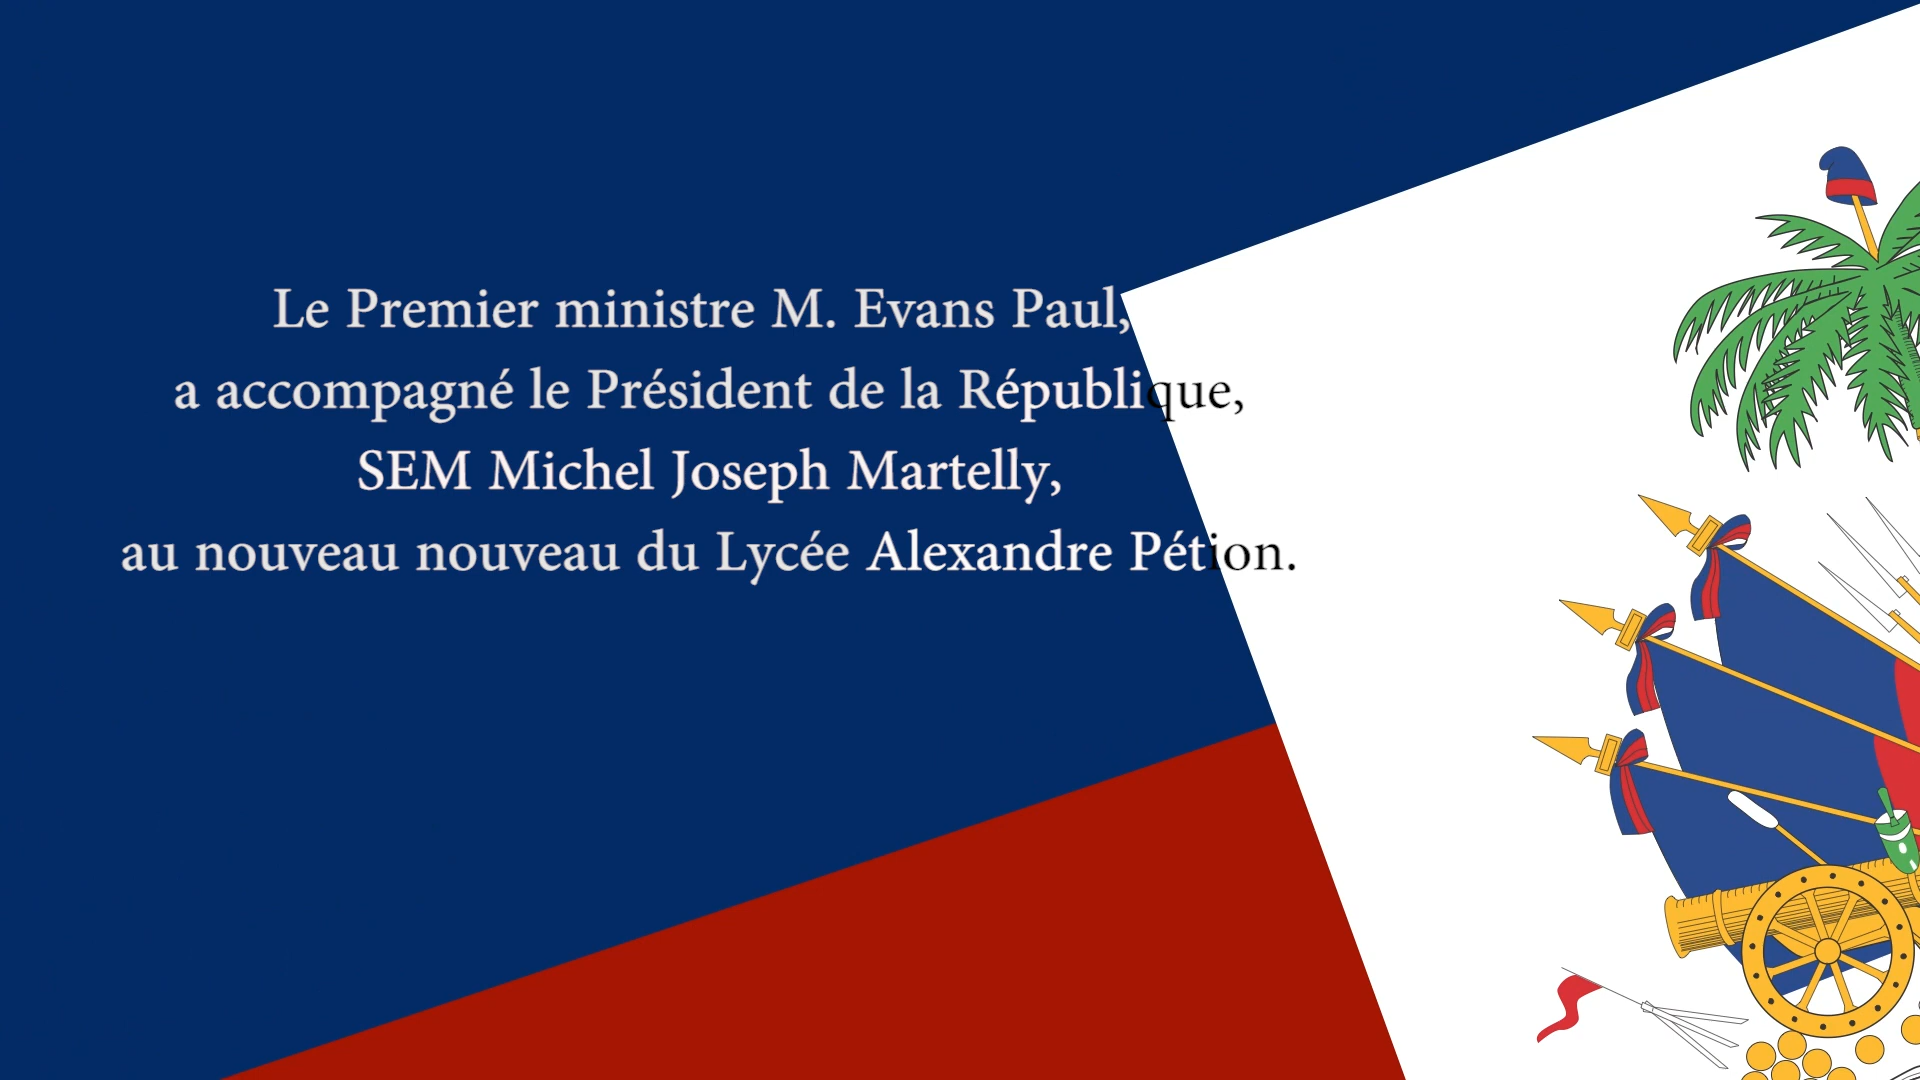 Le Premier ministre M. Evans Paul,
a accompagné le Président de la République,
SEM Michel Joseph Martelly,
au nouveau nouveau du Lycée Alexandre Pétion.